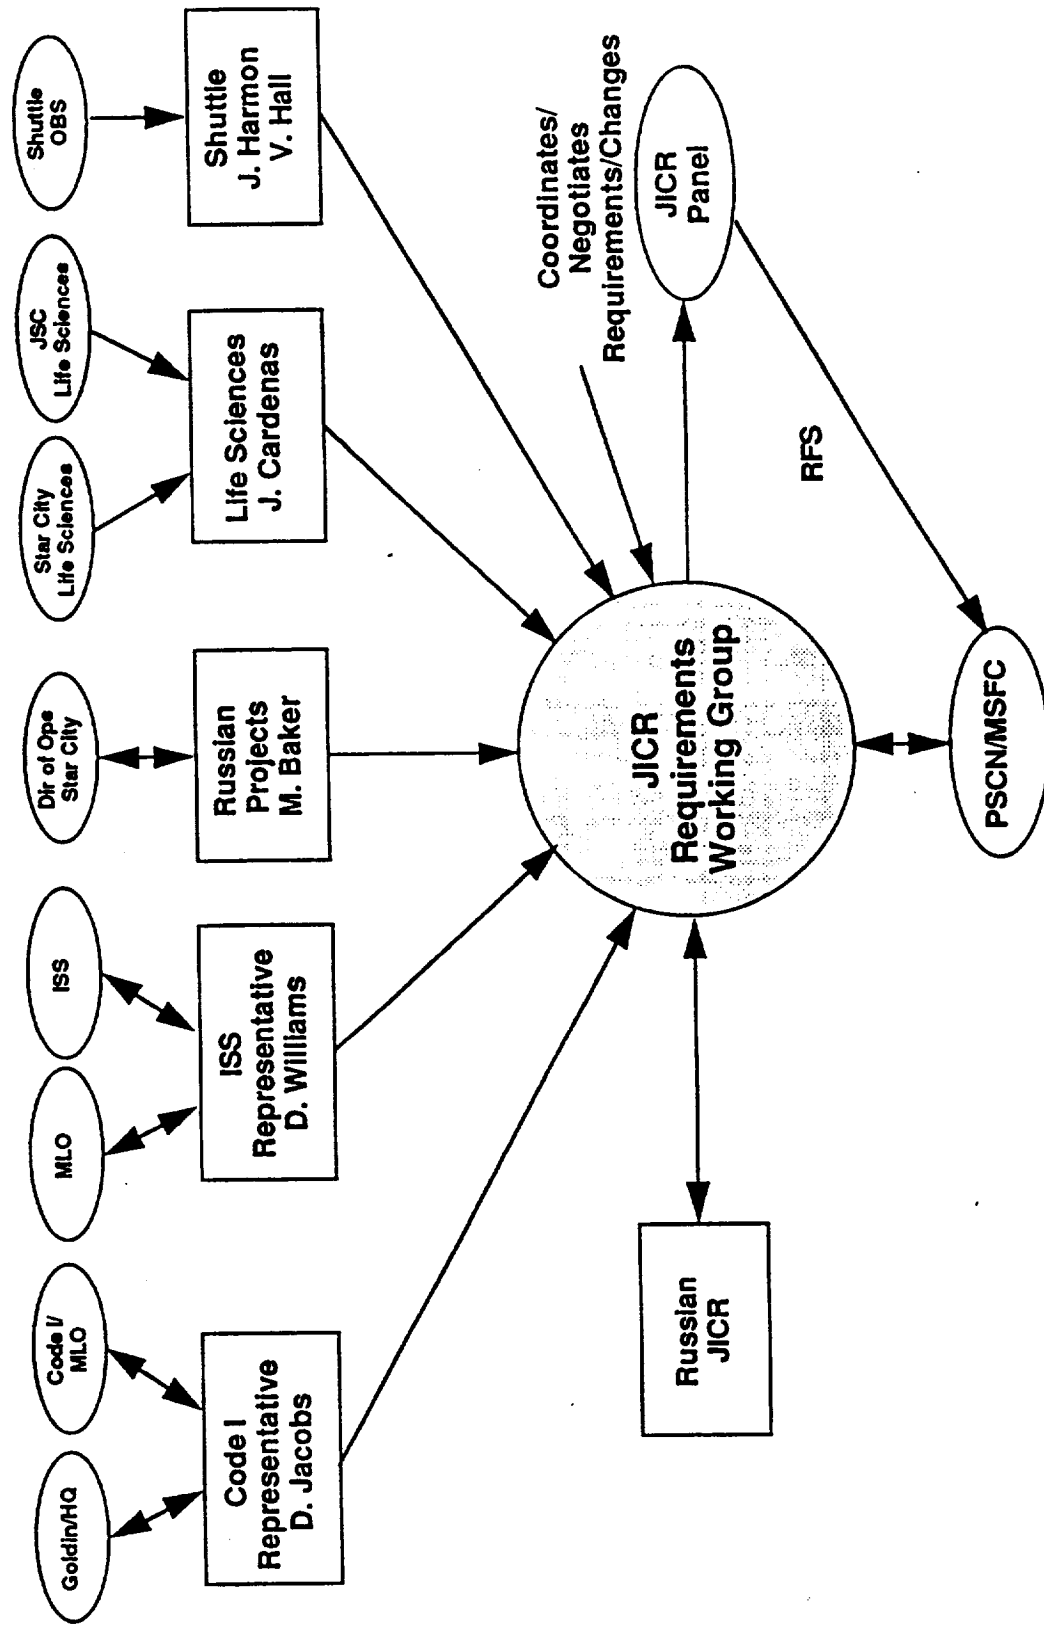 Goldin/HQ
Code I/
MLO
MLO
ISS
Dir of Ops
Star City
Star City
Life Sciences
JSC
Life Sciences
Shuttle
OBS
Code I
Representative
D. Jacobs
ISS
Representative
D. Williams
Russian
Projects
M. Baker
Life Sciences
J. Cardenas
Shuttle
J. Harmon
V. Hall
Coordinates/
Negotiates
Requirements/Changes
Russian
JICR
JICR
Requirements
Working Group
JICR
Panel
RFS
PSCN/MSFC